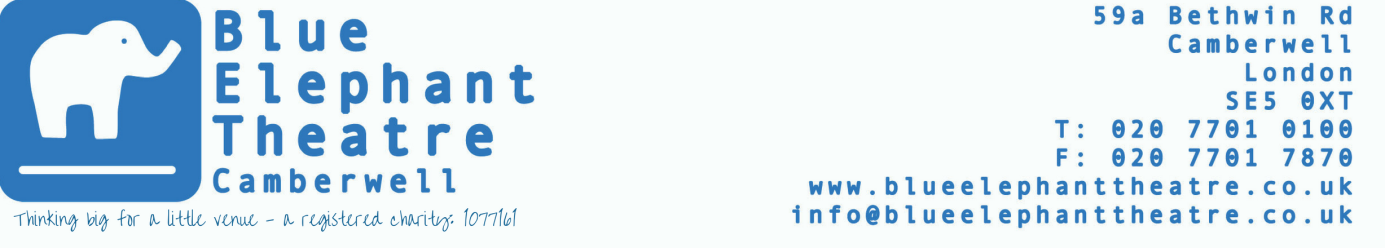 Blue
Elephant
Theatre
Camberwell
Thinking big for a little venue - a registered charity: 1077161
59a Bethwin Rd
Camberwell
London
SE5 0XT
T: 020 7701 0100
F: 020 7701 7870
www.blueelephanttheatre.co.uk
info@blueelephanttheatre.co.uk